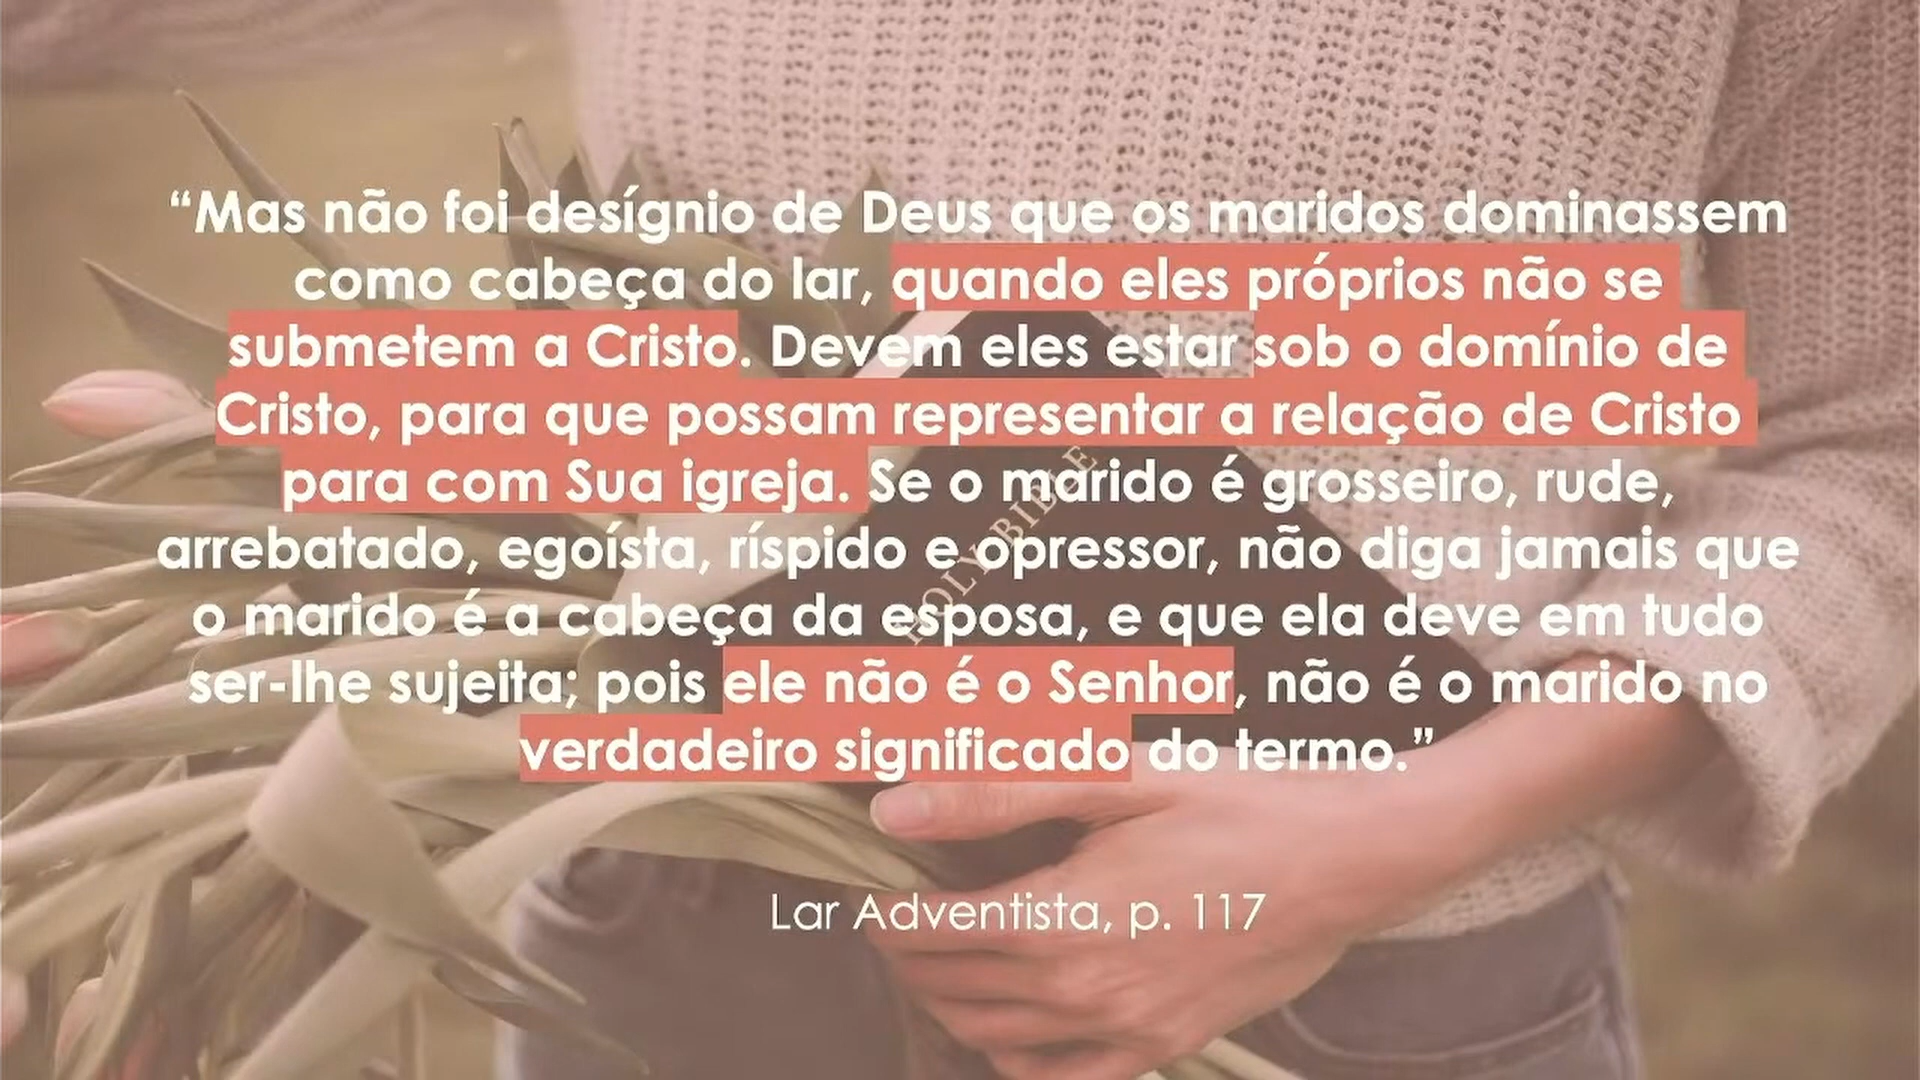 “Mas não foi desígnio de Deus que os maridos dominassem
como cabeça do lar, quando eles próprios não se
submetem a Cristo. Devem eles estar sob o domínio de
Cristo, para que possam representar a relação de Cristo
para com Sua igreja. Se o marido é grosseiro, rude,
arrebatado, egoísta, ríspido e opressor, não diga jamais que
o marido é a cabeça da esposa, e que ela deve em tudo
ser-lhe sujeita; pois ele não é o Senhor, não é o marido no
verdadeiro significado do termo.”
Lar Adventista, p. 117
HOLY BIBLE